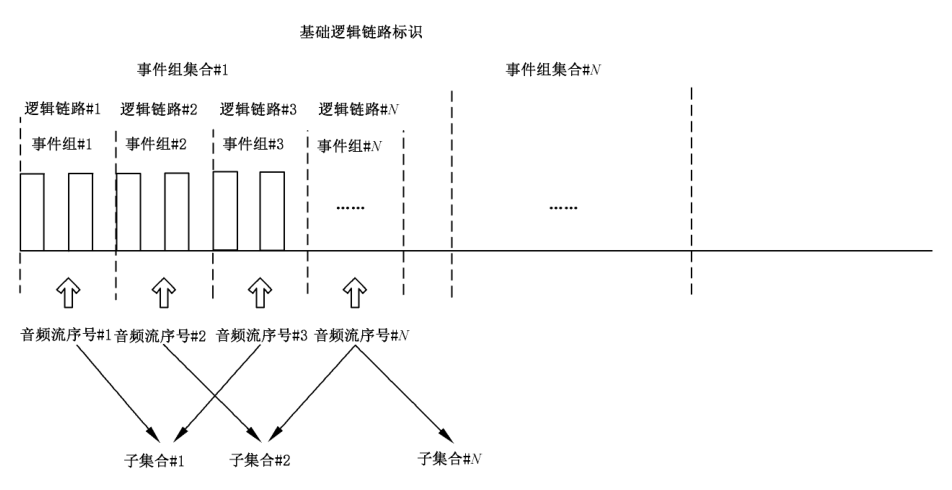 基础逻辑链路标识
事件组集合#1 事件组集合#N
逻辑链路#1 逻辑链路#2 逻辑链路#3 逻辑链路#N
事件组#1 事件组#2 事件组#3 事件组#N
…… ……
音频流序号#1 音频流序号#2 音频流序号#3 音频流序号#N
子集合#1 子集合#2 子集合#N